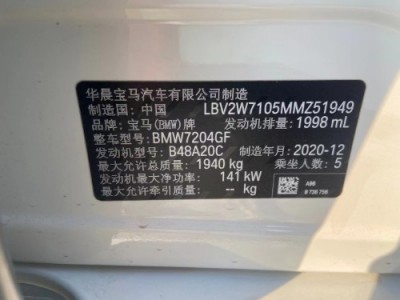 华晨宝马汽车有限公司制造
制造国：中国 LBV2W7105MMZ51949
品牌：宝马(BMW)牌 发动机排量：1998 mL
整车型号：BMW7204GF
发动机型号：B48A20C 制造年月：2020-12
最大允许总质量：1940 kg 乘坐人数：5
发动机最大净功率：141 kW
最大允许牵引质量：-- kg
A96